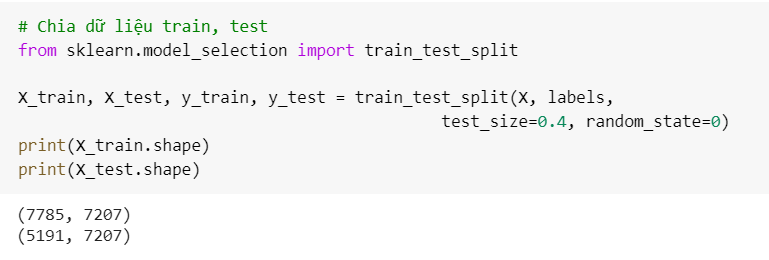 # Chia dữ liệu train, test
from sklearn.model_selection import train_test_split
X_train, X_test, y_train, y_test = train_test_split(X, labels,
test_size=0.4, random_state=0)
print(X_train.shape)
print(X_test.shape)
(7785, 7207)
(5191, 7207)